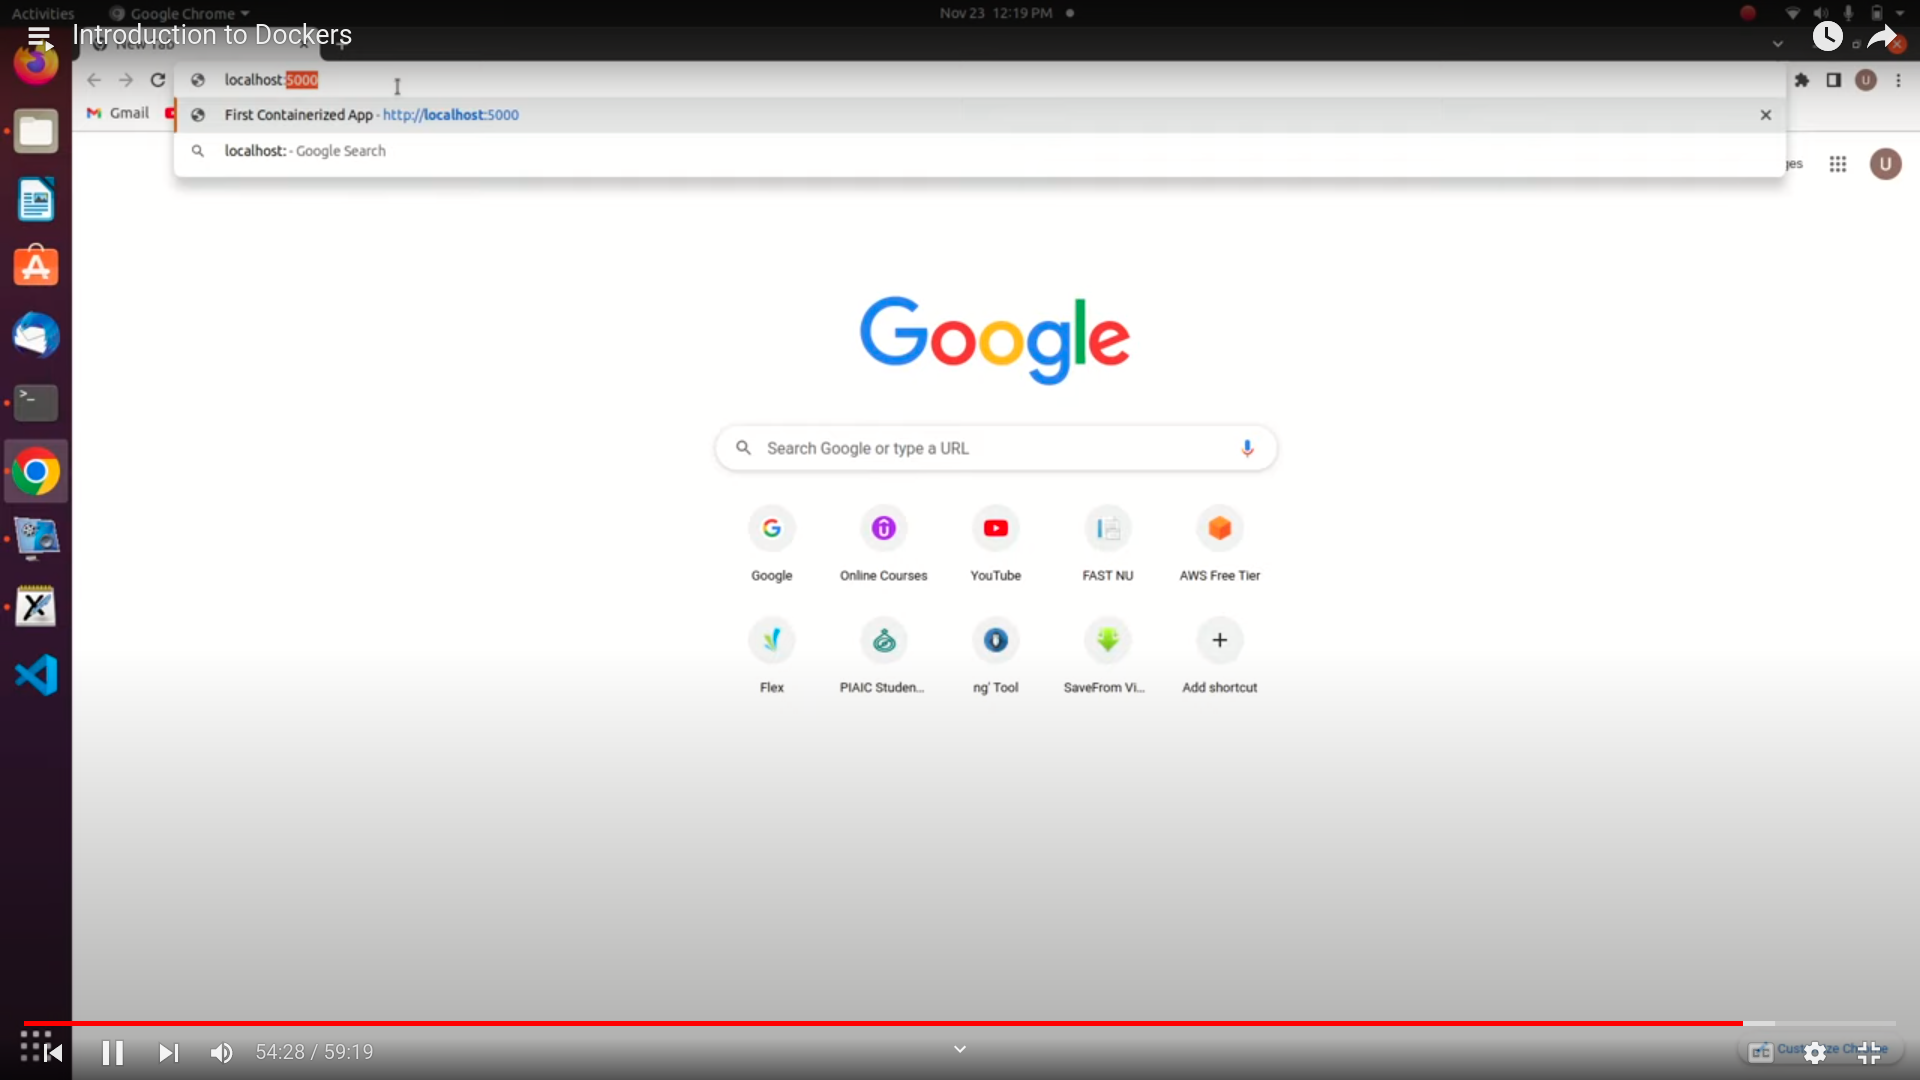 Activities
Google Chrome
Nov 23 12:19 PM
Introduction to Dockers
New Tab
localhost:5000
Gmail
First Containerized App - http://localhost:5000
localhost: - Google Search
U
U
Google
Search Google or type a URL
Google
Online Courses
YouTube
FAST NU
AWS Free Tier
Flex
PIAIC Studen...
ng' Tool
SaveFrom Vi...
Add shortcut
54:28 / 59:19